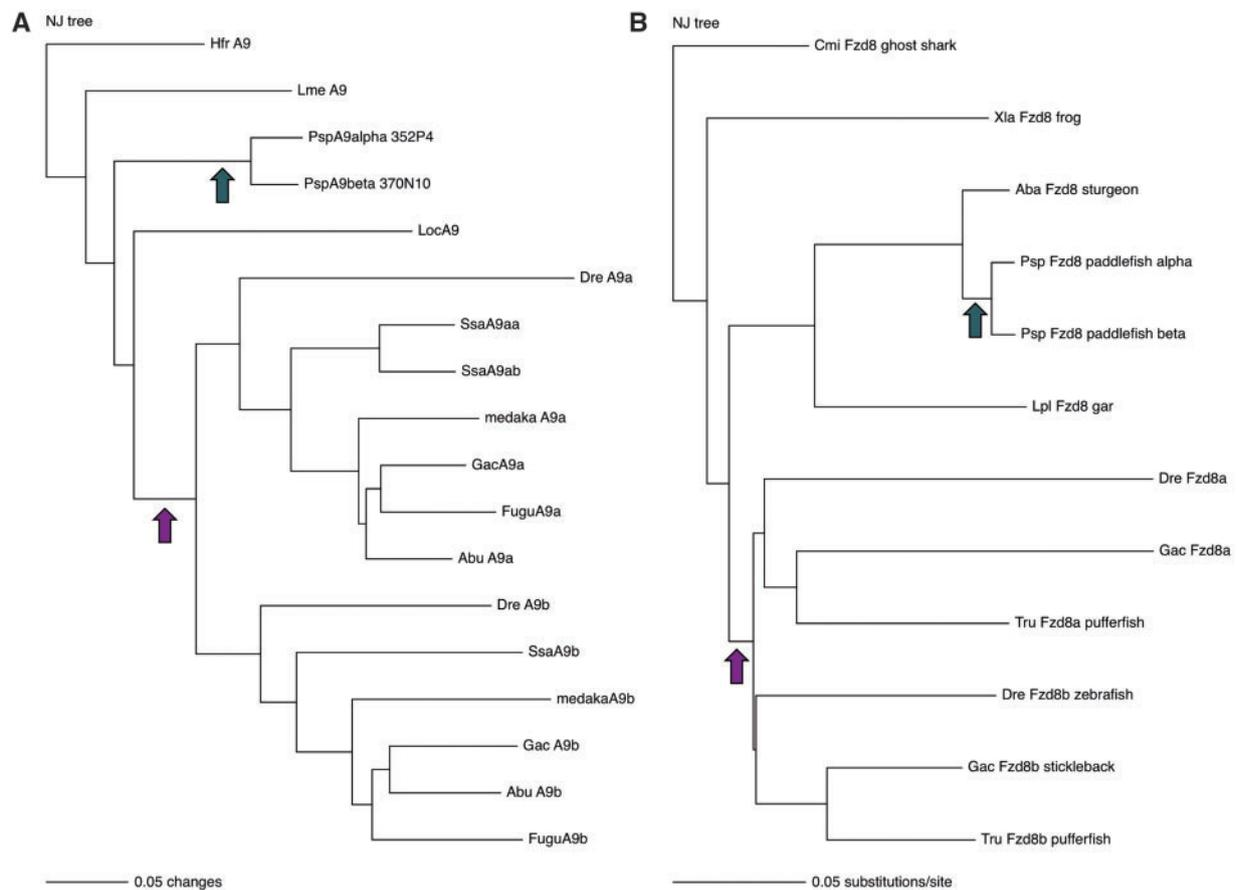 A
NJ tree
Hfr A9
Lme A9
PspA9alpha 352P4
PspA9beta 370N10
LocA9
Dre A9a
SsaA9aa
SsaA9ab
medaka A9a
GacA9a
FuguA9a
Abu A9a
Dre A9b
SsaA9b
medakaA9b
Gac A9b
Abu A9b
FuguA9b
0.05 changes
B
NJ tree
Cmi Fzd8 ghost shark
Xla Fzd8 frog
Aba Fzd8 sturgeon
Psp Fzd8 paddlefish alpha
Psp Fzd8 paddlefish beta
Lpl Fzd8 gar
Dre Fzd8a
Gac Fzd8a
Tru Fzd8a pufferfish
Dre Fzd8b zebrafish
Gac Fzd8b stickleback
Tru Fzd8b pufferfish
0.05 substitutions/site